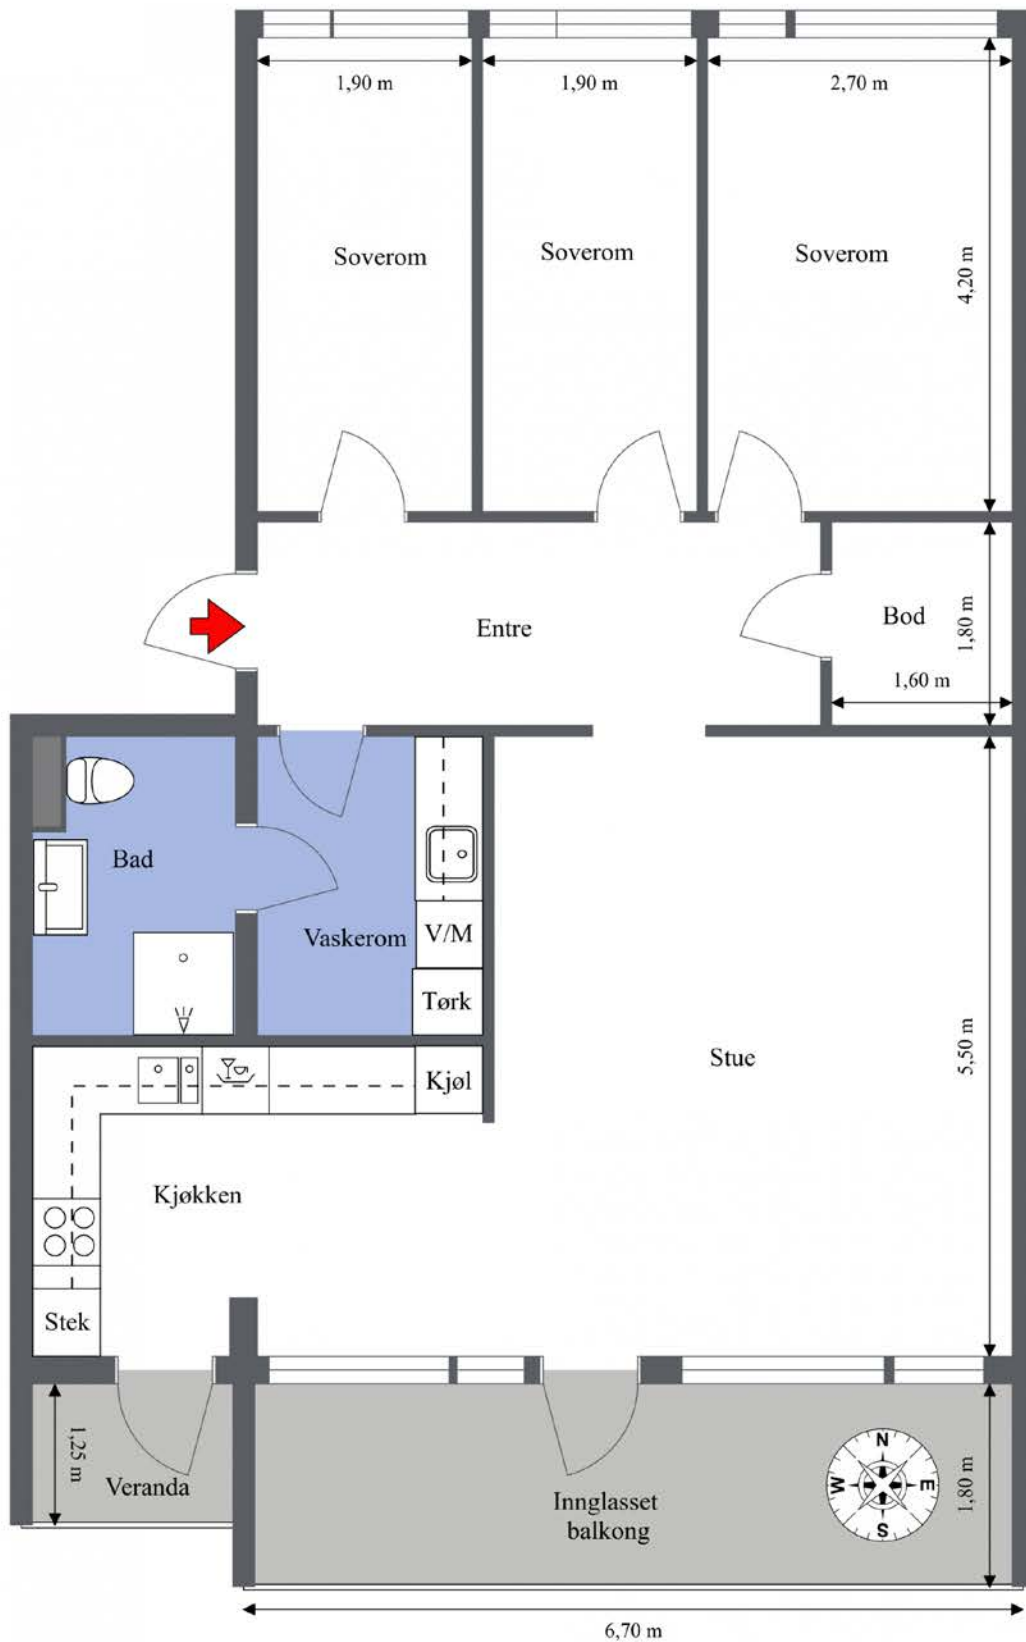 1,90 m
1,90 m
2,70 m
Soverom
Soverom
Soverom
4,20 m
Entre
Bod
1,80 m
1,60 m
Bad
Vaskerom
V/M
Tørk
Stue
5,50 m
Kjøl
Kjøkken
Stek
1,25 m
Veranda
Innglasset
balkong
N
W
E
S
1,80 m
6,70 m